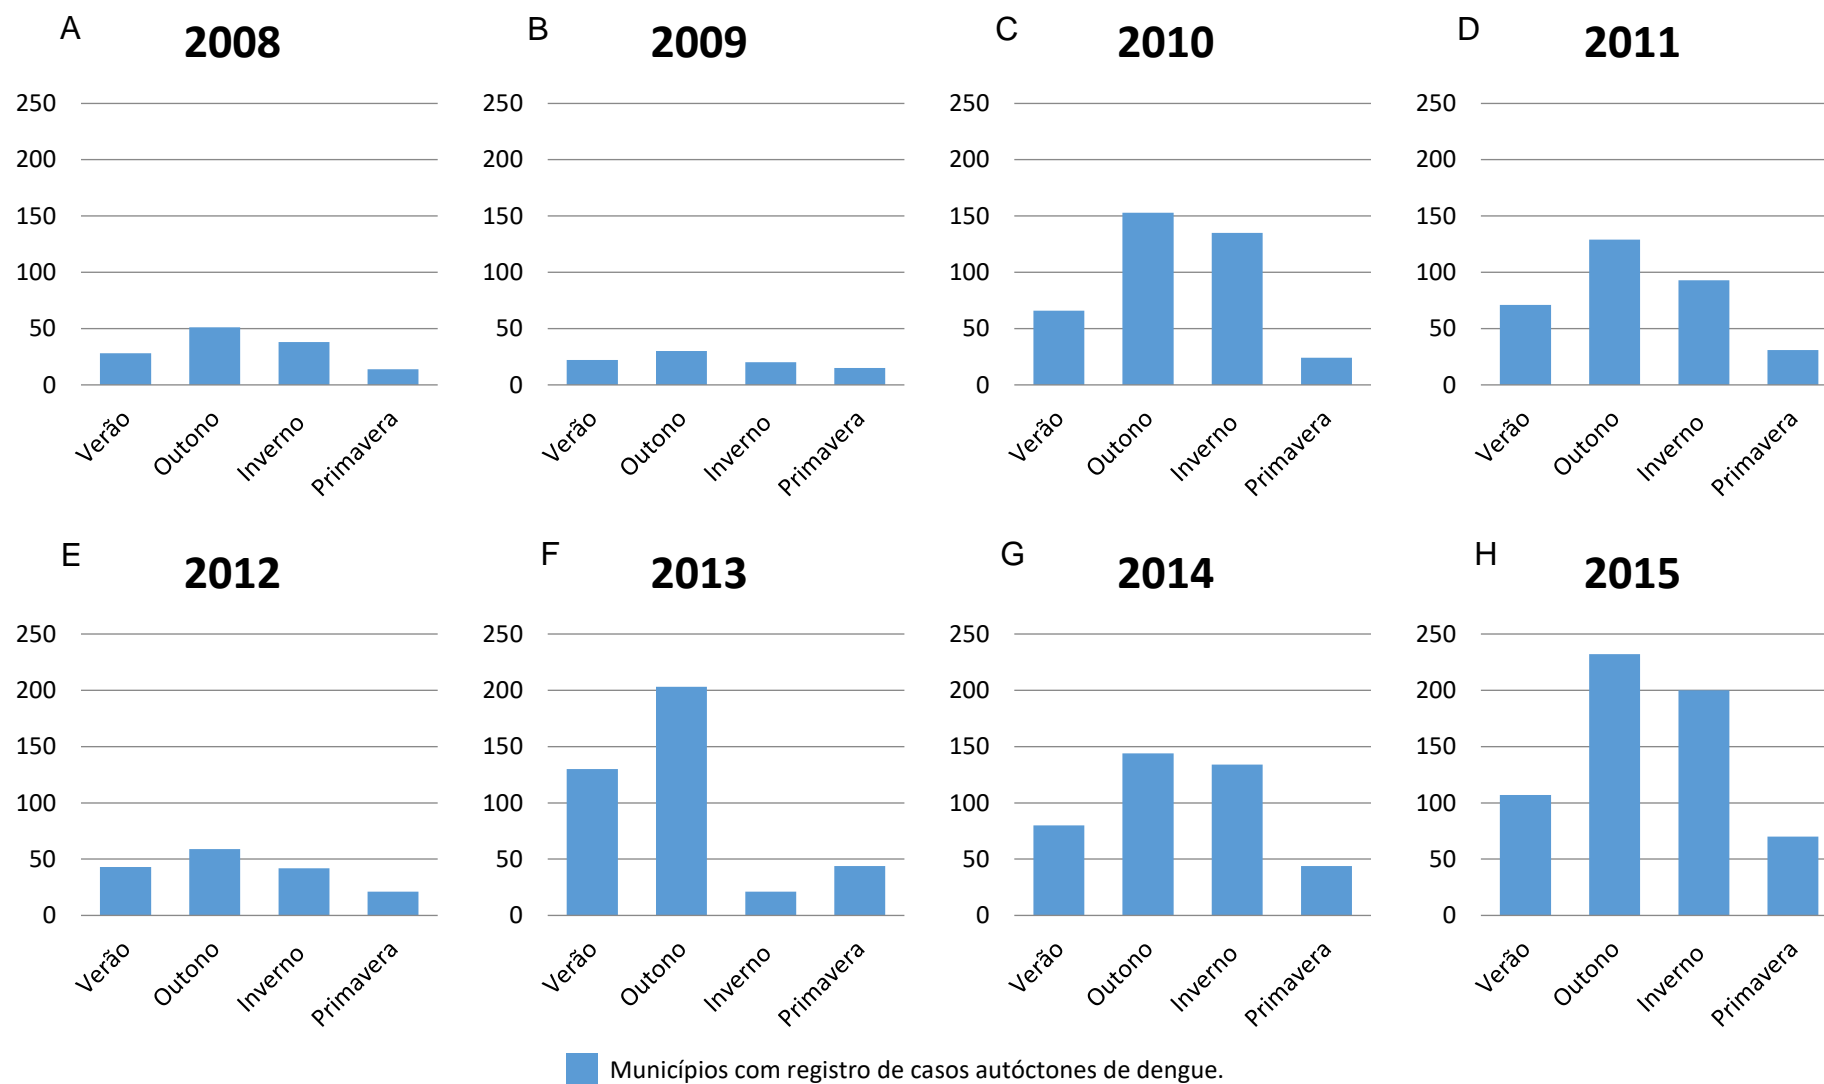 A
2008
250
200
150
100
50
0
Verão
Outono
Inverno
Primavera
B
2009
250
200
150
100
50
0
Verão
Outono
Inverno
Primavera
C
2010
250
200
150
100
50
0
Verão
Outono
Inverno
Primavera
D
2011
250
200
150
100
50
0
Verão
Outono
Inverno
Primavera
E
2012
250
200
150
100
50
0
Verão
Outono
Inverno
Primavera
F
2013
250
200
150
100
50
0
Verão
Outono
Inverno
Primavera
G
2014
250
200
150
100
50
0
Verão
Outono
Inverno
Primavera
H
2015
250
200
150
100
50
0
Verão
Outono
Inverno
Primavera
Municípios com registro de casos autóctones de dengue.